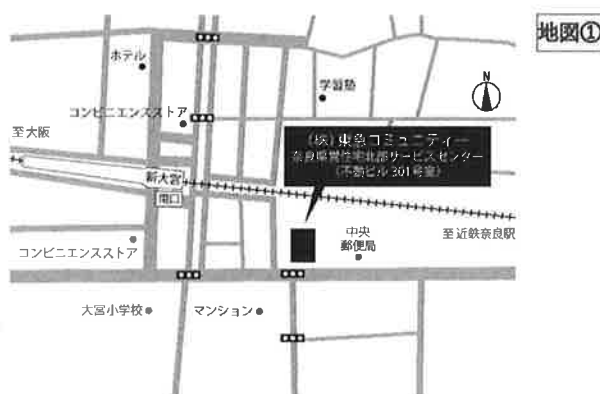 地図①
ホテル
学習塾
N
コンビニエンスストア
至大阪
(株)東急コミュニティー
奈良県営住宅北部サービスセンター
(不動ビル301号室)
新大宮
南口
中央
郵便局
至近鉄奈良駅
コンビニエンスストア
大宮小学校
マンション